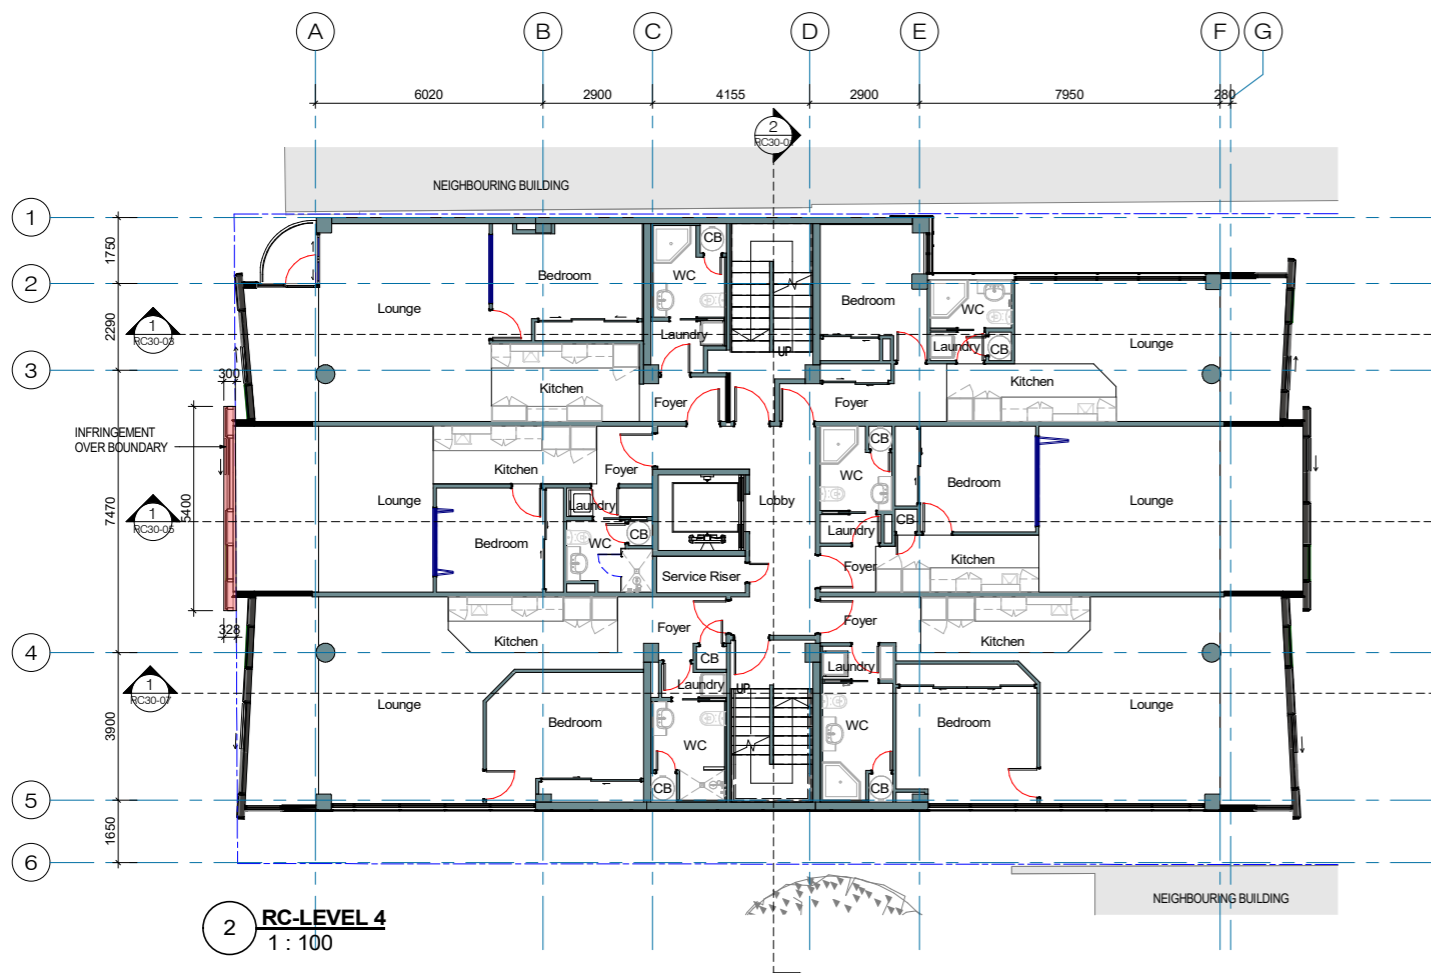 A B C D E F G
6020 2900 4155 2900 7950 280
2
NEIGHBOURING BUILDING
1
1750
CB
2
Bedroom
WC
Bedroom
WC
Lounge
2290
1
RC30-03
Laundry
Laundry
CB
Lounge
UP
3
300
Kitchen
Kitchen
Foyer
Foyer
INFRINGEMENT
OVER BOUNDARY
CB
Kitchen
Foyer
WC
Bedroom
7470
5400
Lounge
Laundry
Lobby
Lounge
1
RC30-05
CB
Laundry
CB
Bedroom
WC
Kitchen
Foyer
Service Riser
328
Foyer
Foyer
Kitchen
Kitchen
4
CB
Laundry
Laundry
UP
1
RC30-07
Lounge
Lounge
3900
Bedroom
WC
WC
Bedroom
CB
CB
5
1650
6
NEIGHBOURING BUILDING
2
RC-LEVEL 4
1 : 100